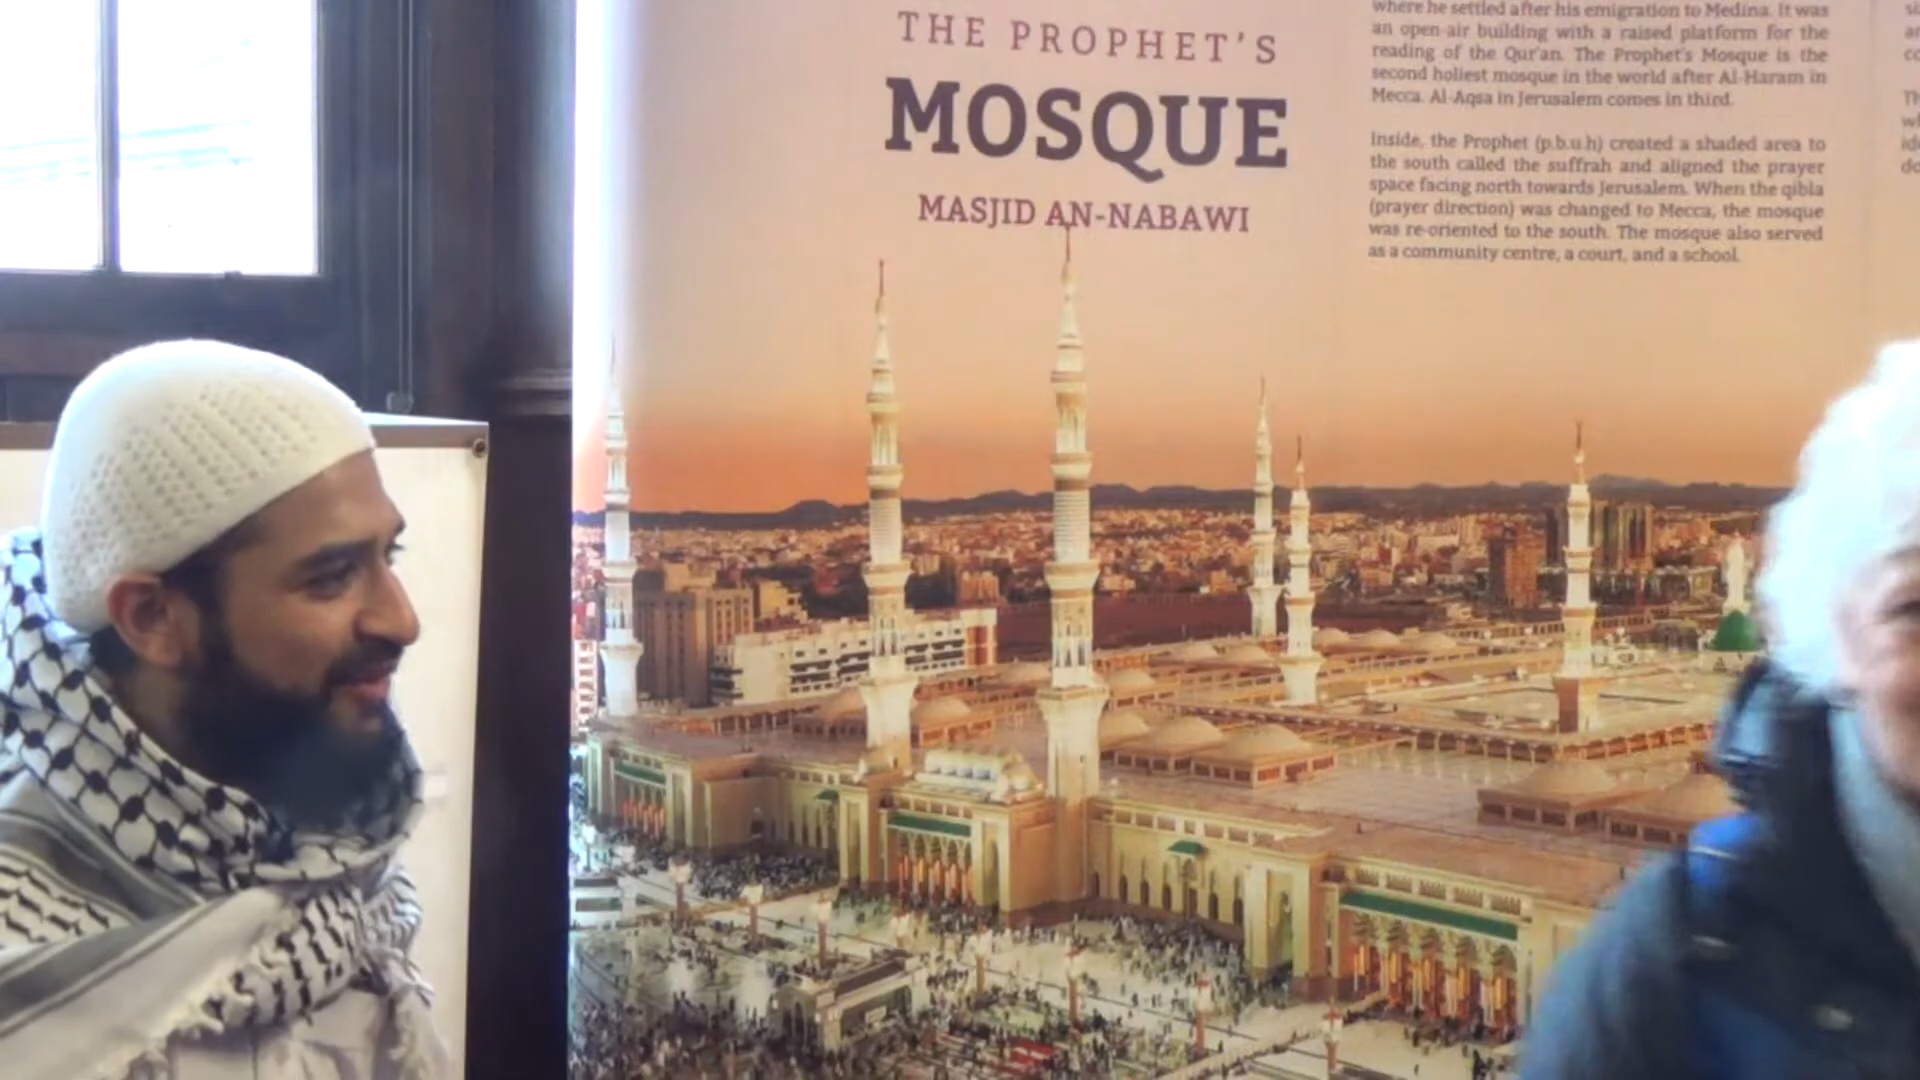 THE PROPHET'S
MOSQUE
MASJID AN-NABAWI
where he settled after his emigration to Medina. It was
an open-air building with a raised platform for the
reading of the Qur'an. The Prophet's Mosque is the
second holiest mosque in the world after Al-Haram in
Mecca. Al-Aqsa in Jerusalem comes in third.
Inside, the Prophet (p.b.u.h) created a shaded area to
the south called the suffrah and aligned the prayer
space facing north towards Jerusalem. When the qibla
(prayer direction) was changed to Mecca, the mosque
was re-oriented to the south. The mosque also served
as a community centre, a court, and a school.